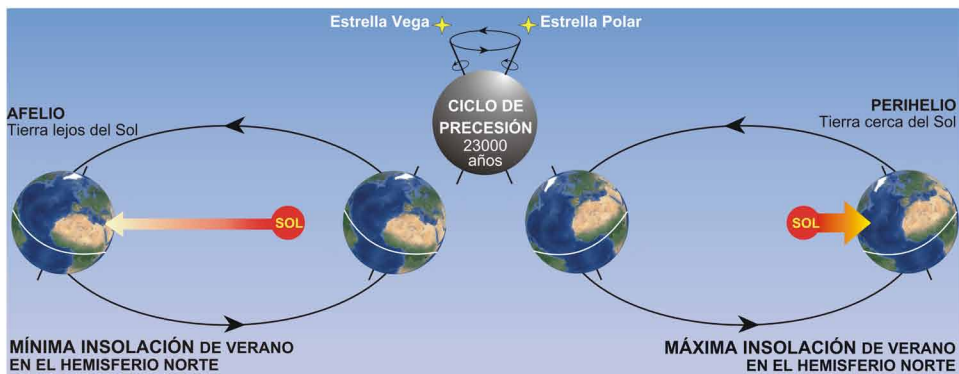 Estrella Vega
Estrella Polar
CICLO DE
PRECESIÓN
23000
años
AFELIO
Tierra lejos del Sol
SOL
MÍNIMA INSOLACIÓN DE VERANO
EN EL HEMISFERIO NORTE
PERIHELIO
Tierra cerca del Sol
SOL
MÁXIMA INSOLACIÓN DE VERANO
EN EL HEMISFERIO NORTE